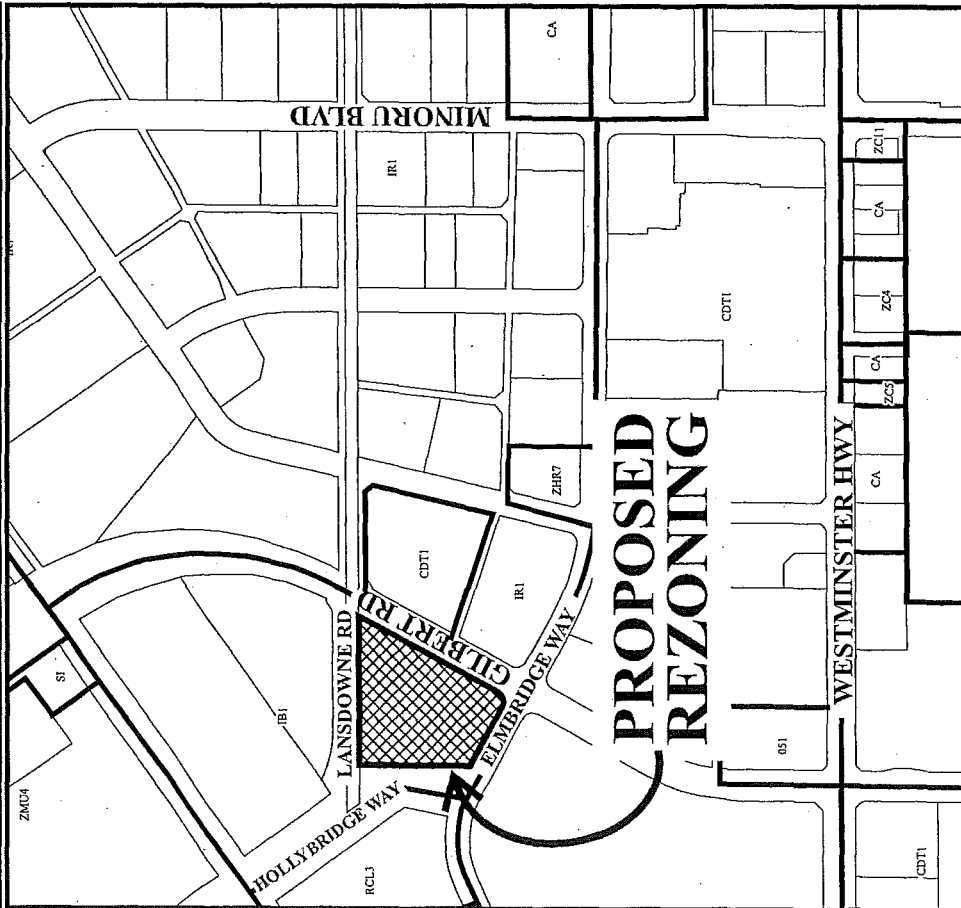 CA
MINORU BLVD
ZC11
IR1
CA
CDT1
ZC4
CA
ZC5
PROPOSED
REZONING
WESTMINSTER HWY
CA
ZHR7
CDT1
IR1
GILBERT RD
LANSDOWNE RD
ELMBRIDGE WAY
SI
IB1
ZMU4
HOLLYBRIDGE WAY
RCL3
051
CDT1